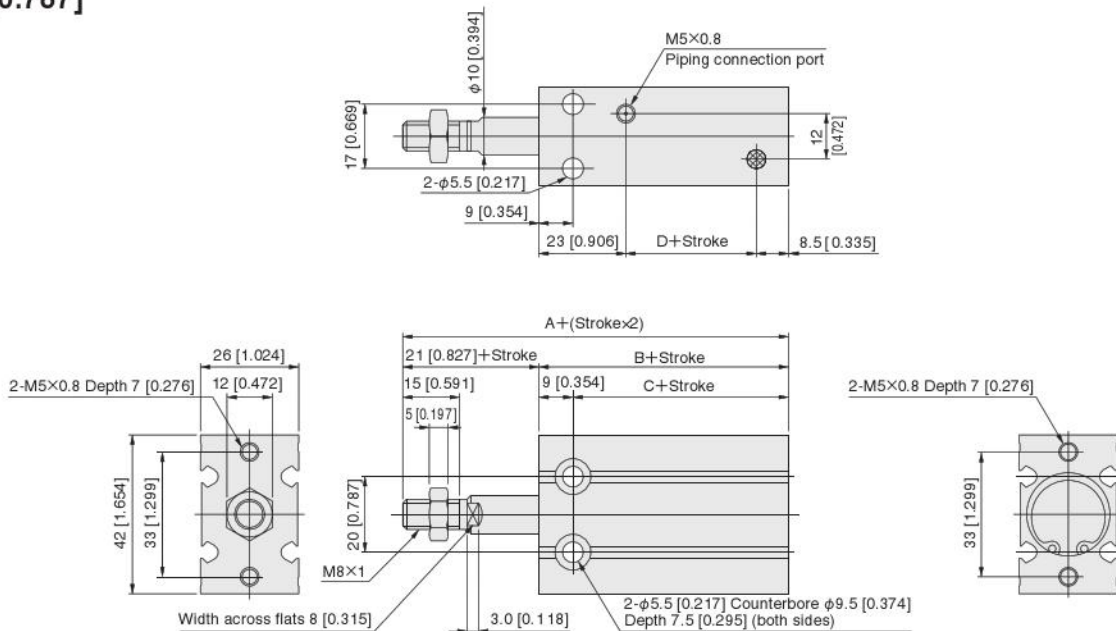 0.787]
M5×0.8
Piping connection port
φ10 [0.394]
17 [0.669]
12
[0.472]
2-φ5.5 [0.217]
9 [0.354]
23 [0.906]
D+Stroke
8.5 [0.335]
A+(Stroke×2)
26 [1.024]
21 [0.827]+Stroke
B+Stroke
2-M5×0.8 Depth 7 [0.276]
12 [0.472]
15 [0.591]
9 [0.354]
C+Stroke
2-M5×0.8 Depth 7 [0.276]
5 [0.197]
42 [1.654]
33 [1.299]
20 [0.787]
33 [1.299]
M8×1
Width across flats 8 [0.315]
3.0 [0.118]
2-φ5.5 [0.217] Counterbore φ9.5 [0.374]
Depth 7.5 [0.295] (both sides)